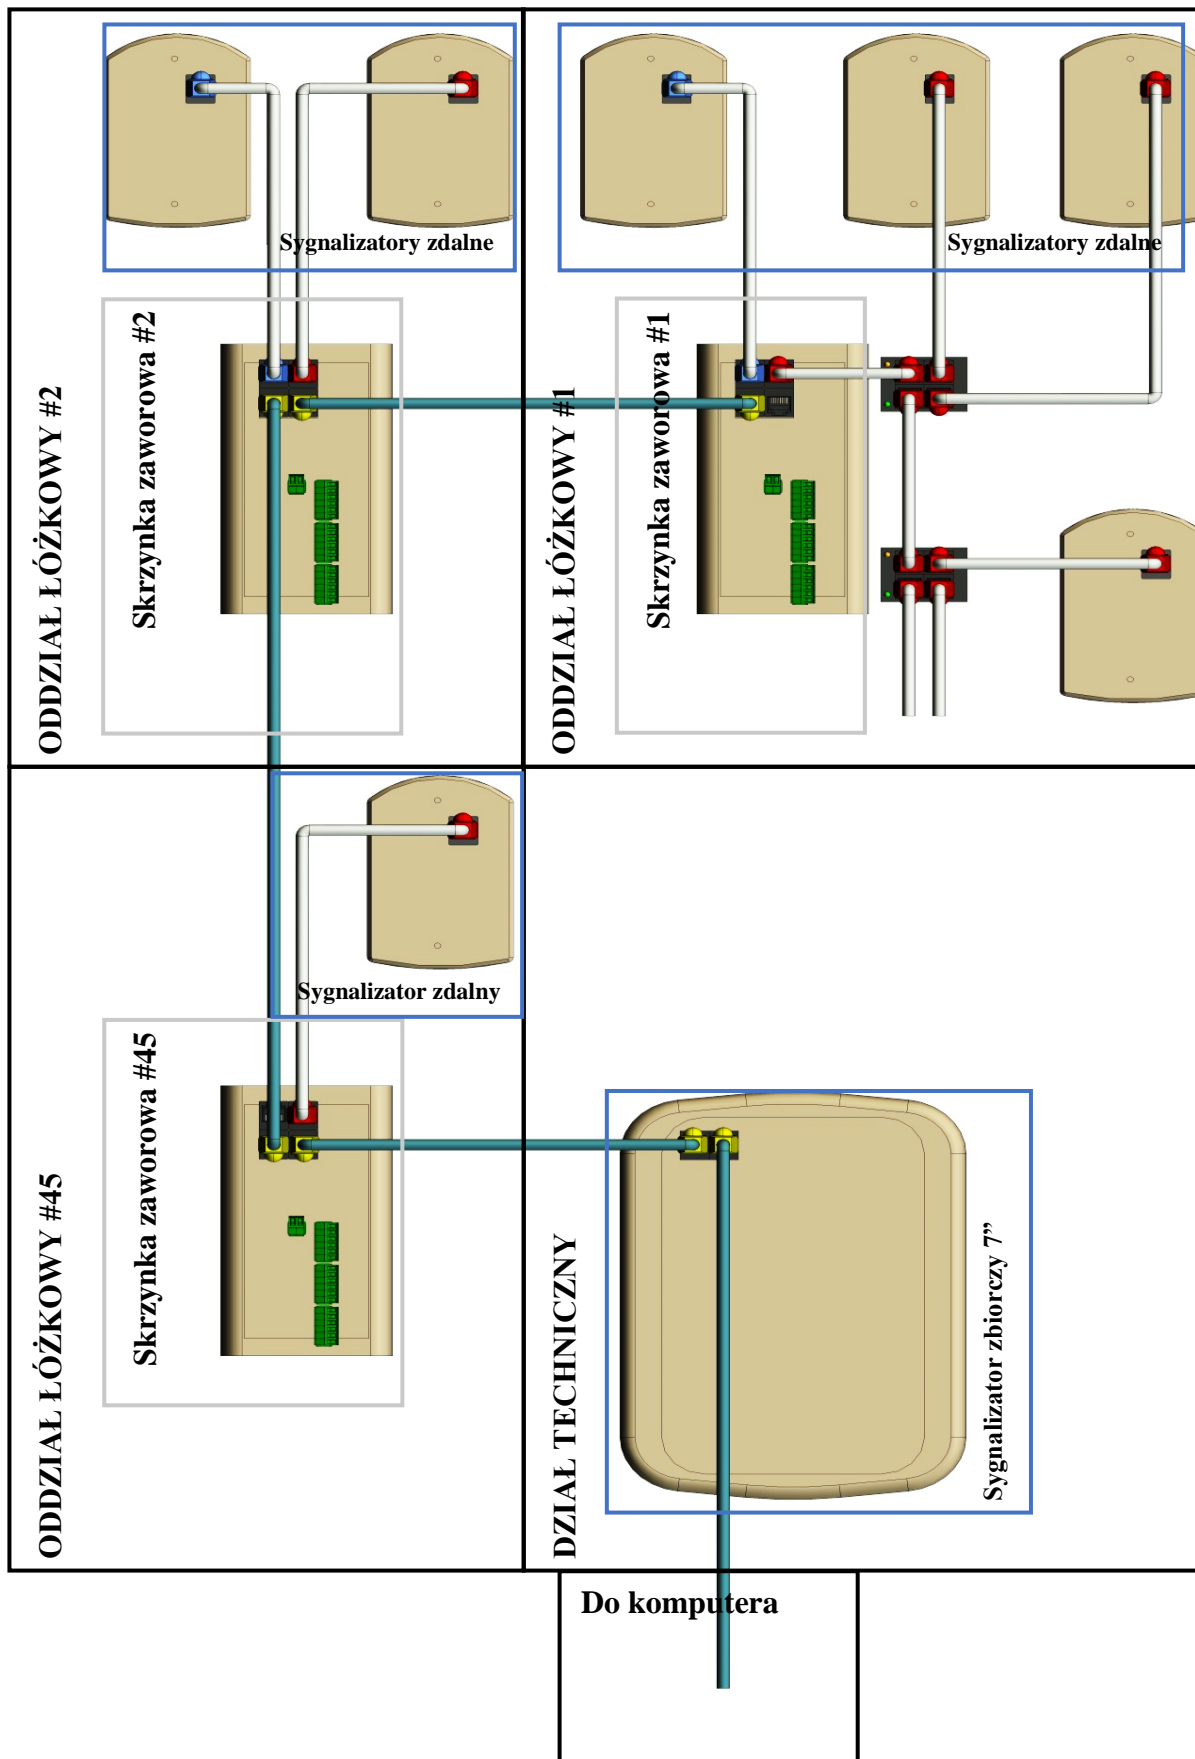 ODDZIAŁ ŁÓŻKOWY #2
Skrzynka zaworowa #2
Sygnalizatory zdalne
ODDZIAŁ ŁÓŻKOWY #1
Skrzynka zaworowa #1
Sygnalizatory zdalne
ODDZIAŁ ŁÓŻKOWY #45
Skrzynka zaworowa #45
Sygnalizator zdalny
DZIAŁ TECHNICZNY
Sygnalizator zbiorczy 7”
Do komputera